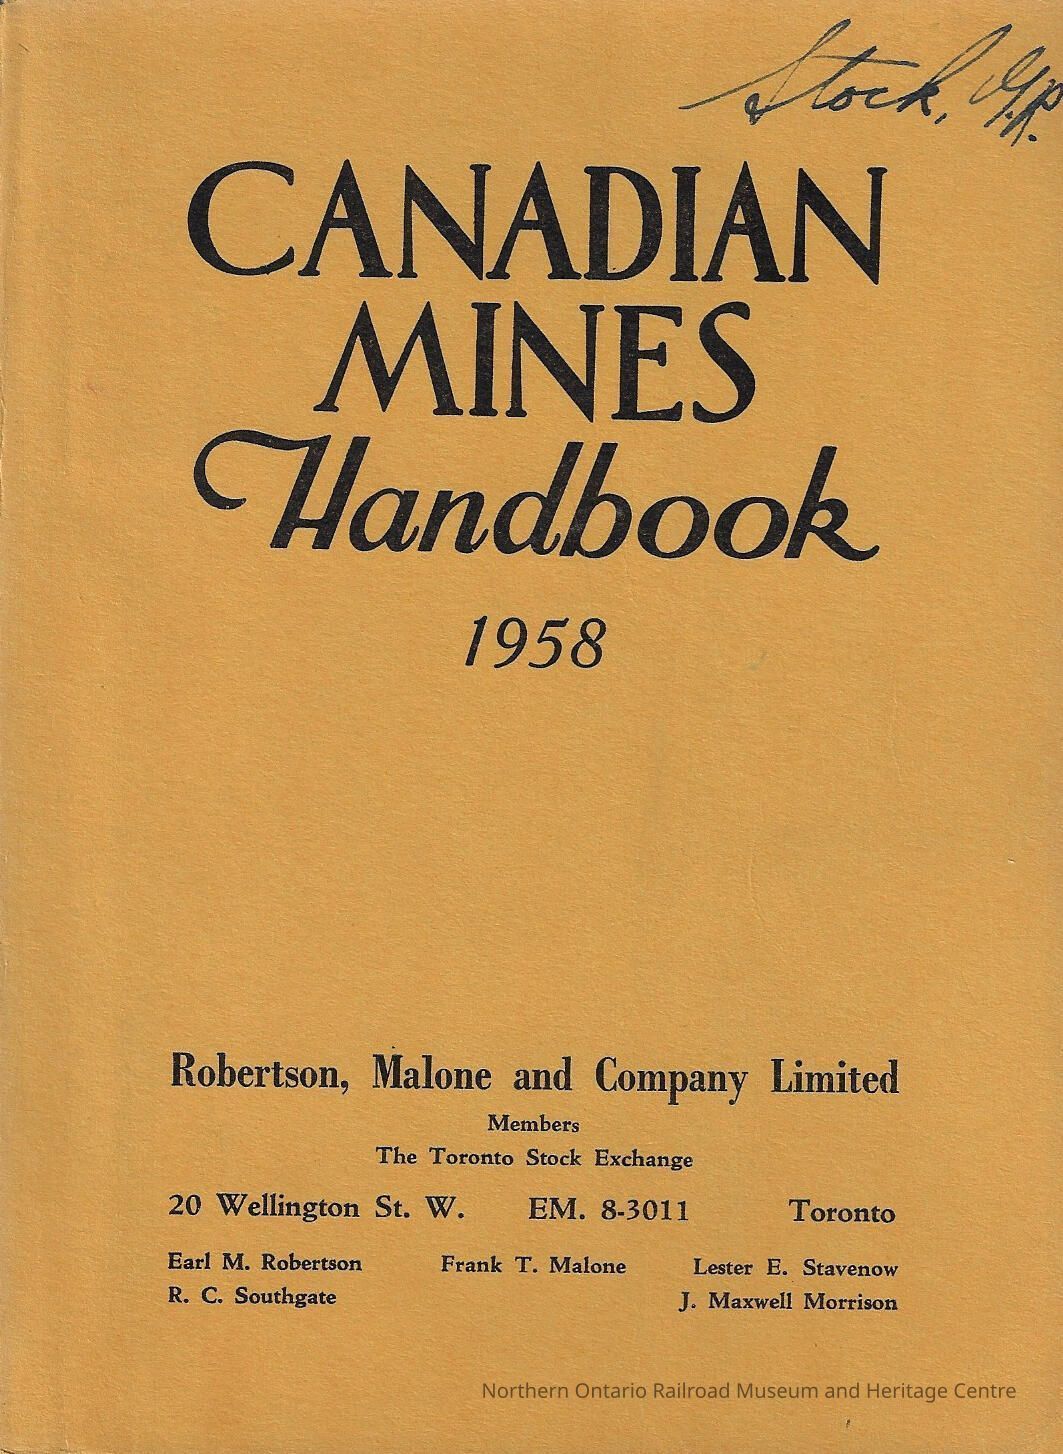 Stock,
CANADIAN
MINES
Handbook
1958
Robertson, Malone and Company Limited
Members
The Toronto Stock Exchange
20 Wellington St. W. EM. 8-3011 Toronto
Earl M. Robertson Frank T. Malone Lester E. Stavenow
R. C. Southgate J. Maxwell Morrison
Northern Ontario Railroad Museum and Heritage Centre